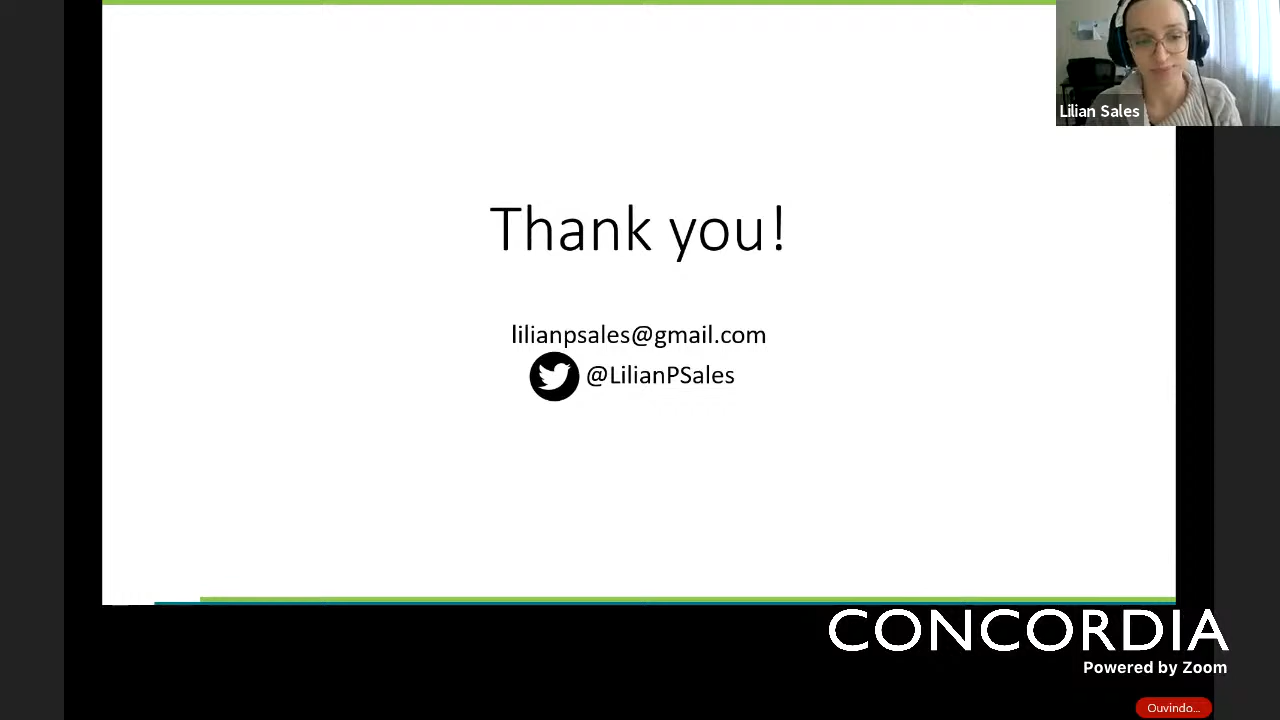 Lilian Sales
Thank you!
lilianpsales@gmail.com
@LilianPSales
CONCORDIA
Powered by Zoom
Ouvindo...